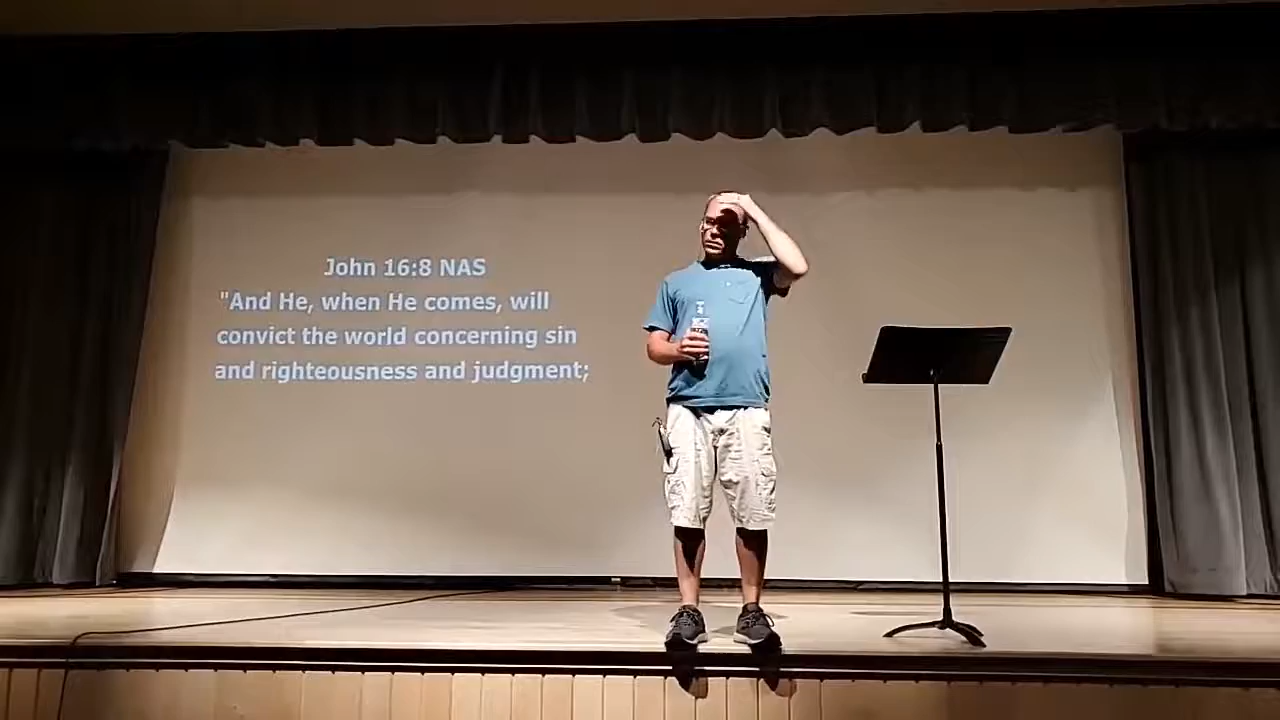 John 16:8 NAS
"And He, when He comes, will
convict the world concerning sin
and righteousness and judgment;